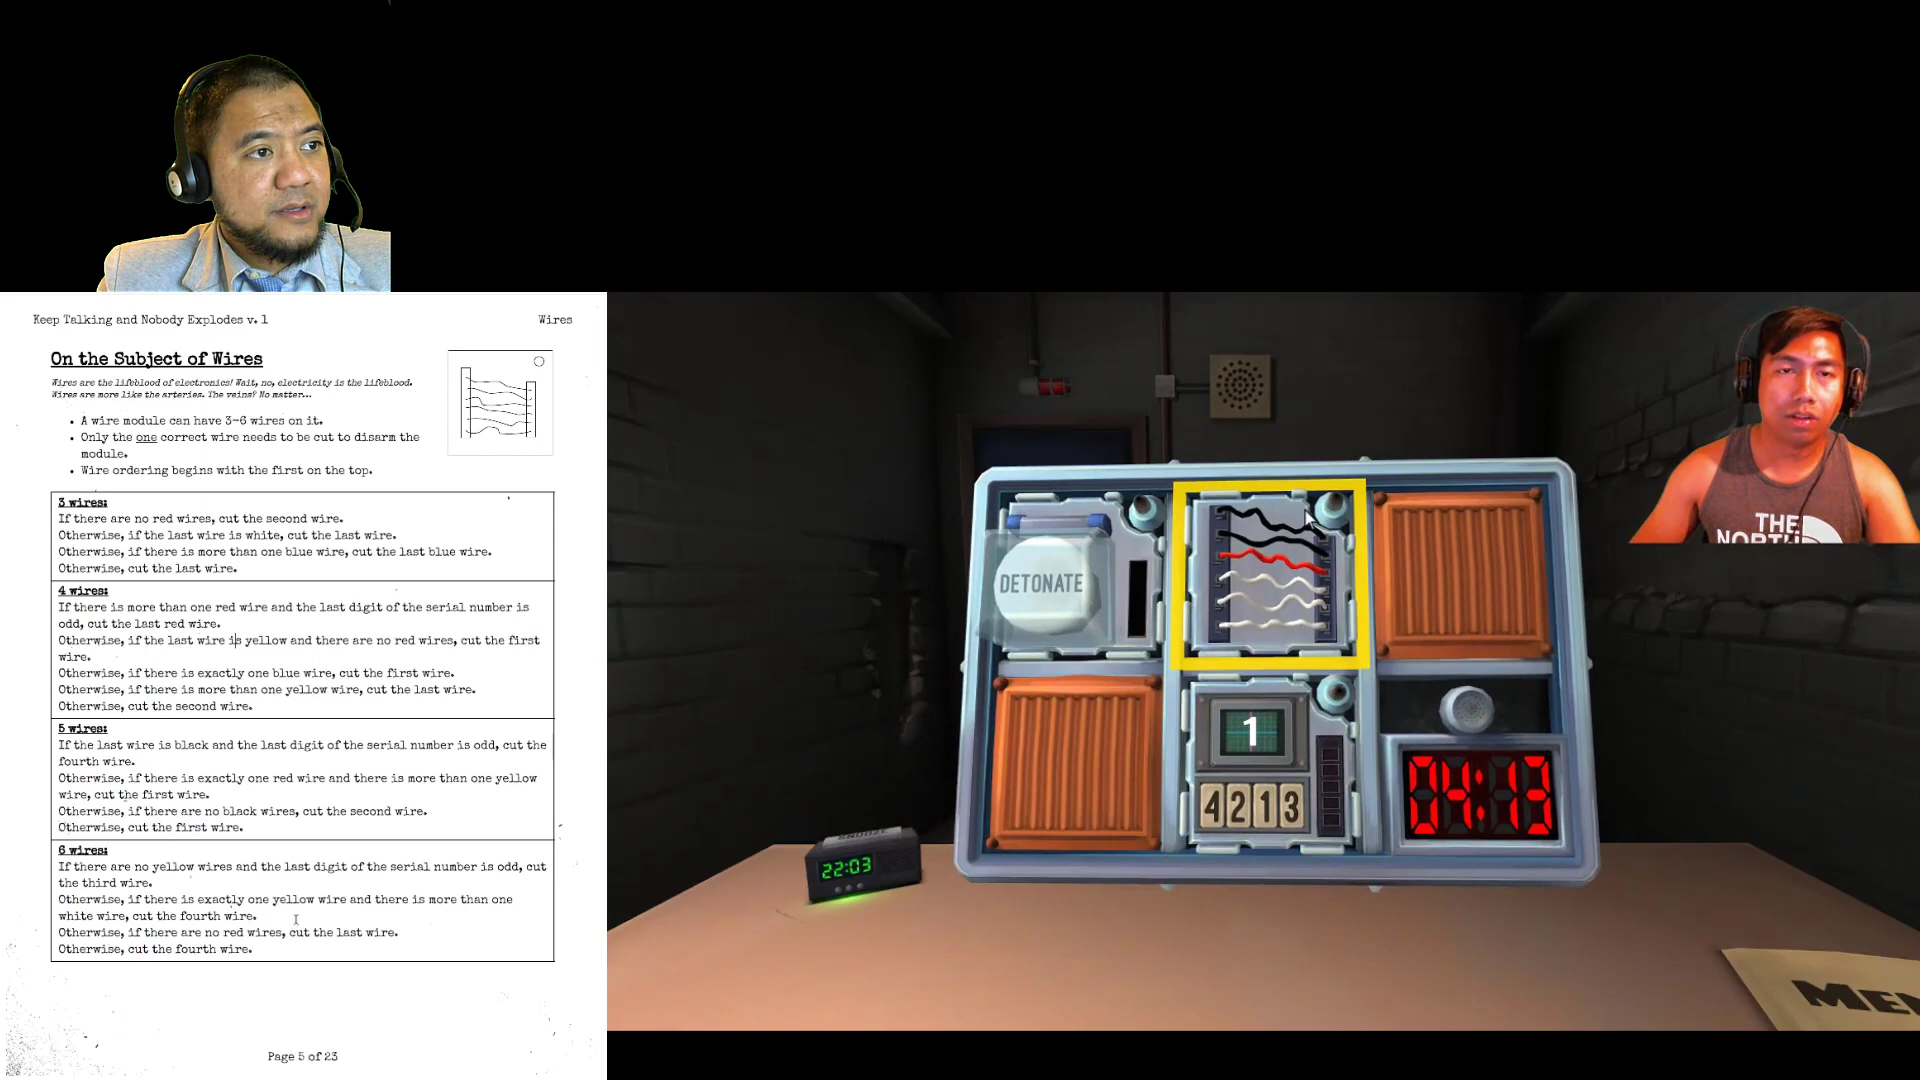 Keep Talking and Nobody Explodes v. 1
Wires
On the Subject of Wires
Wires are the lifeblood of electronics! Wait, no, electricity is the lifeblood.
Wires are more like the arteries. The veins? No matter...
• A wire module can have 3-6 wires on it.
• Only the one correct wire needs to be cut to disarm the
module.
• Wire ordering begins with the first on the top.
3 wires:
If there are no red wires, cut the second wire.
Otherwise, if the last wire is white, cut the last wire.
Otherwise, if there is more than one blue wire, cut the last blue wire.
Otherwise, cut the last wire.
4 wires:
If there is more than one red wire and the last digit of the serial number is
odd, cut the last red wire.
Otherwise, if the last wire is yellow and there are no red wires, cut the first
wire.
Otherwise, if there is exactly one blue wire, cut the first wire.
Otherwise, if there is more than one yellow wire, cut the last wire.
Otherwise, cut the second wire.
5 wires:
If the last wire is black and the last digit of the serial number is odd, cut the
fourth wire.
Otherwise, if there is exactly one red wire and there is more than one yellow
wire, cut the first wire.
Otherwise, if there are no black wires, cut the second wire.
Otherwise, cut the first wire.
6 wires:
If there are no yellow wires and the last digit of the serial number is odd, cut
the third wire.
Otherwise, if there is exactly one yellow wire and there is more than one
white wire, cut the fourth wire.
Otherwise, if there are no red wires, cut the last wire.
Otherwise, cut the fourth wire.
Page 5 of 23
DETONATE
1
4213
04:13
SNOOZE
22:03
THE
NORTH